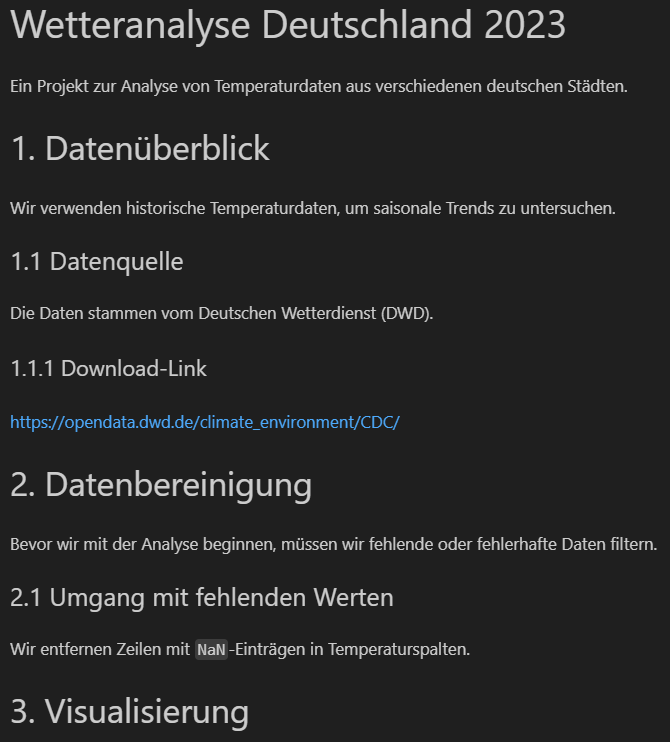 Wetteranalyse Deutschland 2023
Ein Projekt zur Analyse von Temperaturdaten aus verschiedenen deutschen Städten.
1. Datenüberblick
Wir verwenden historische Temperaturdaten, um saisonale Trends zu untersuchen.
1.1 Datenquelle
Die Daten stammen vom Deutschen Wetterdienst (DWD).
1.1.1 Download-Link
https://opendata.dwd.de/climate_environment/CDC/
2. Datenbereinigung
Bevor wir mit der Analyse beginnen, müssen wir fehlende oder fehlerhafte Daten filtern.
2.1 Umgang mit fehlenden Werten
Wir entfernen Zeilen mit NaN-Einträgen in Temperaturspalten.
3. Visualisierung